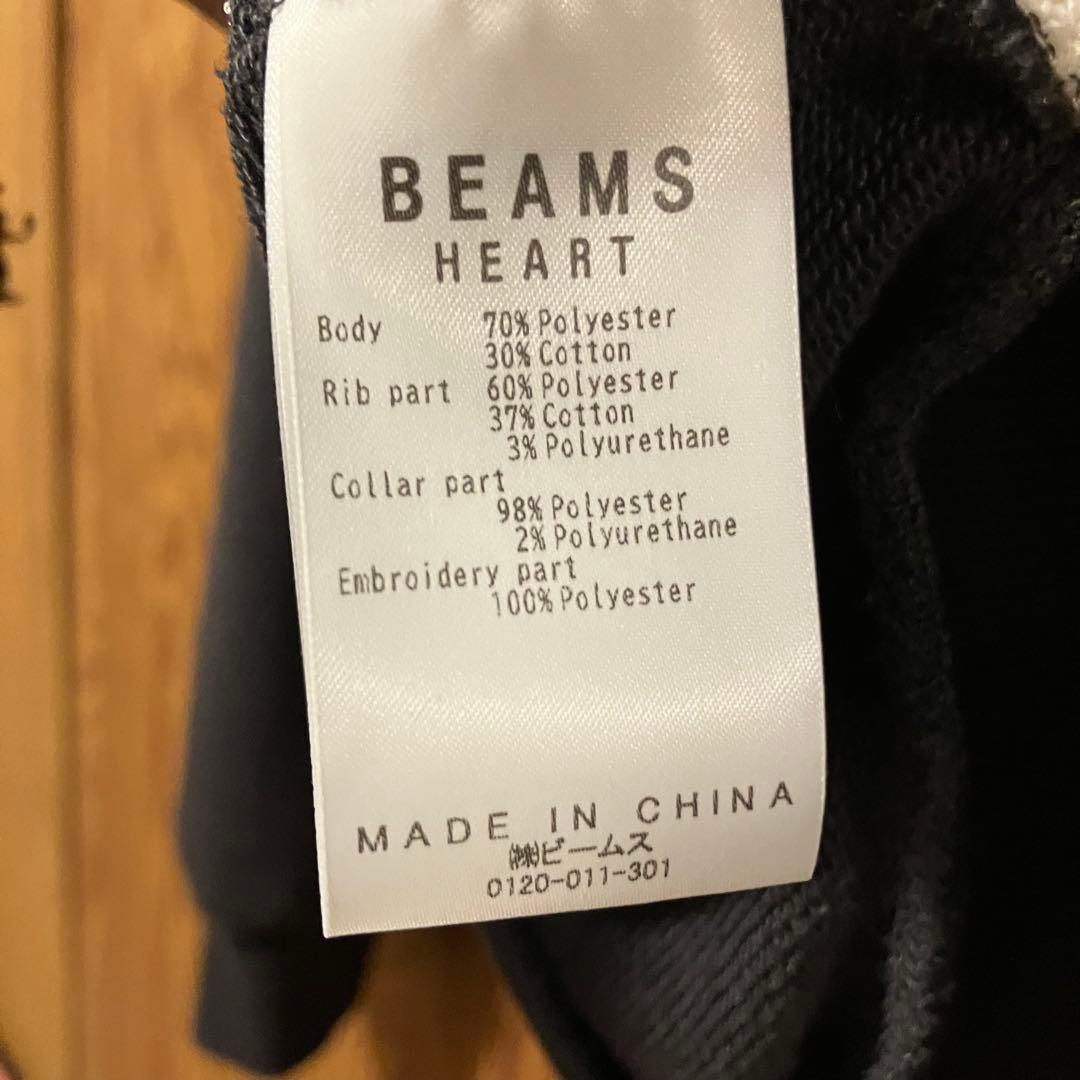 BEAMS
HEART
Body 70% Polyester
30% Cotton
Rib part 60% Polyester
37% Cotton
3% Polyurethane
Collar part
98% Polyester
2% Polyurethane
Embroidery part
100% Polyester
MADE IN CHINA
㈱ビームス
0120-011-301